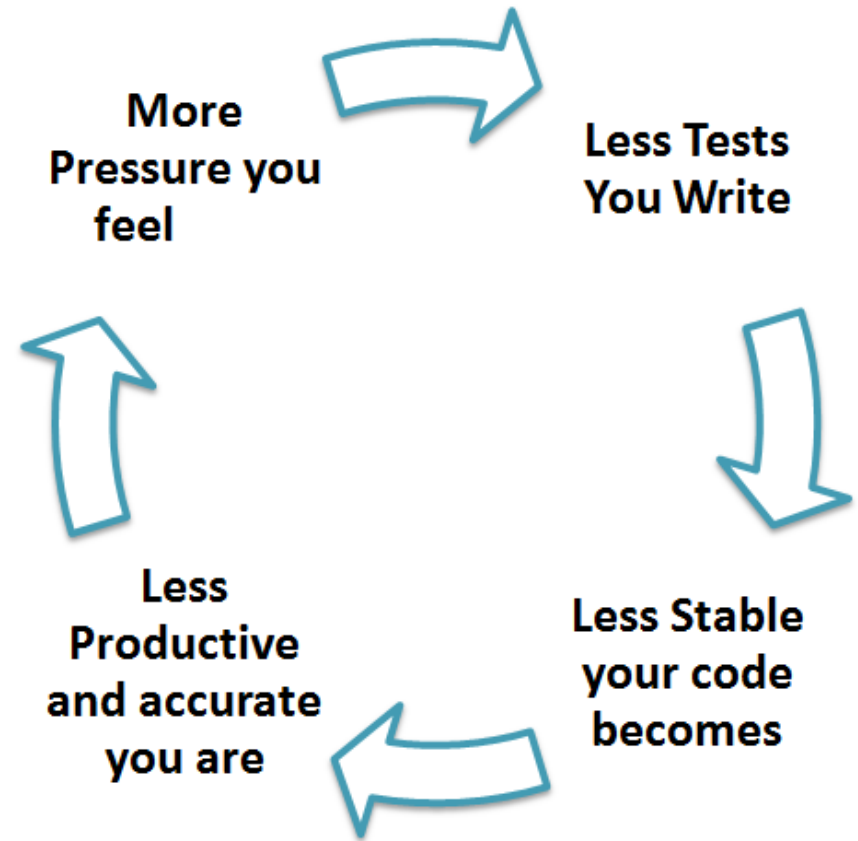 More
Pressure you
feel
Less Tests
You Write
Less Stable
your code
becomes
Less
Productive
and accurate
you are